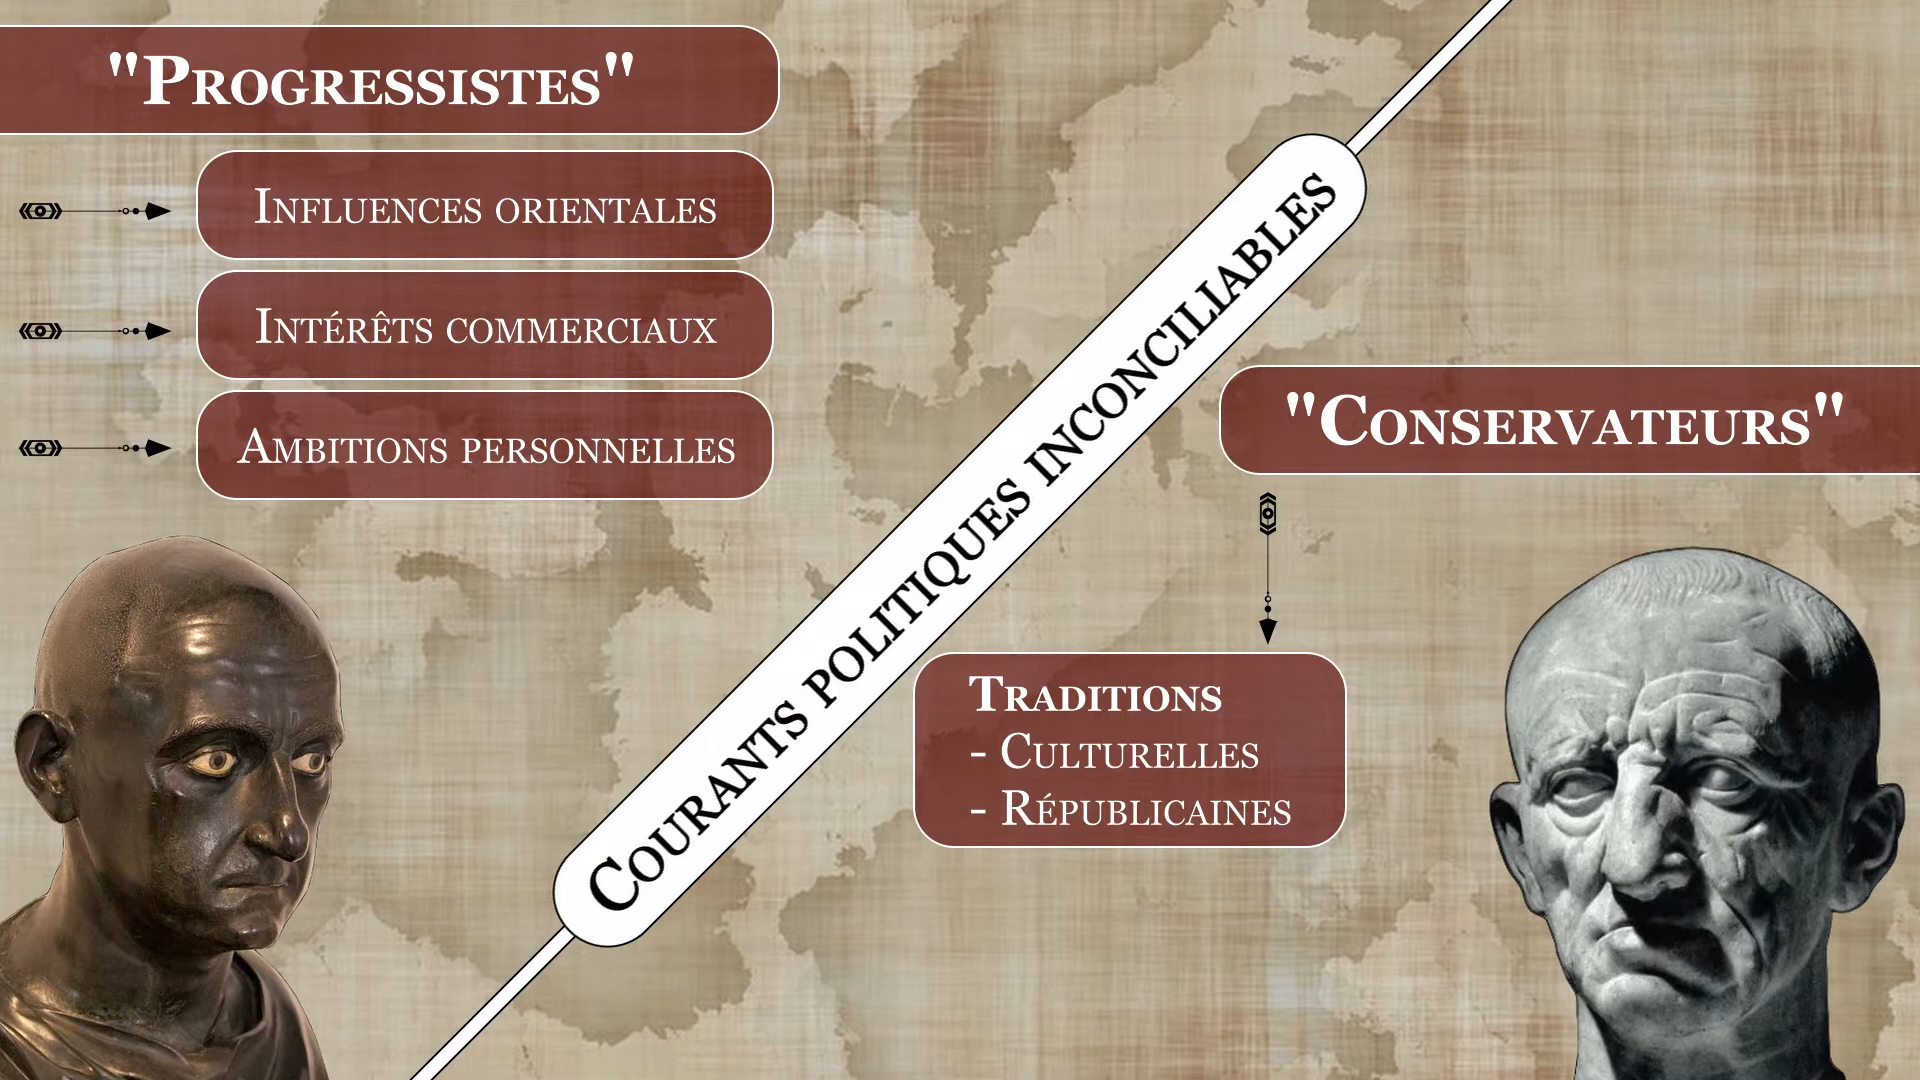 "Progressistes"
Influences orientales
Intérêts commerciaux
Ambitions personnelles
Courants politiques inconciliables
"Conservateurs"
Traditions
- Culturelles
- Républicaines